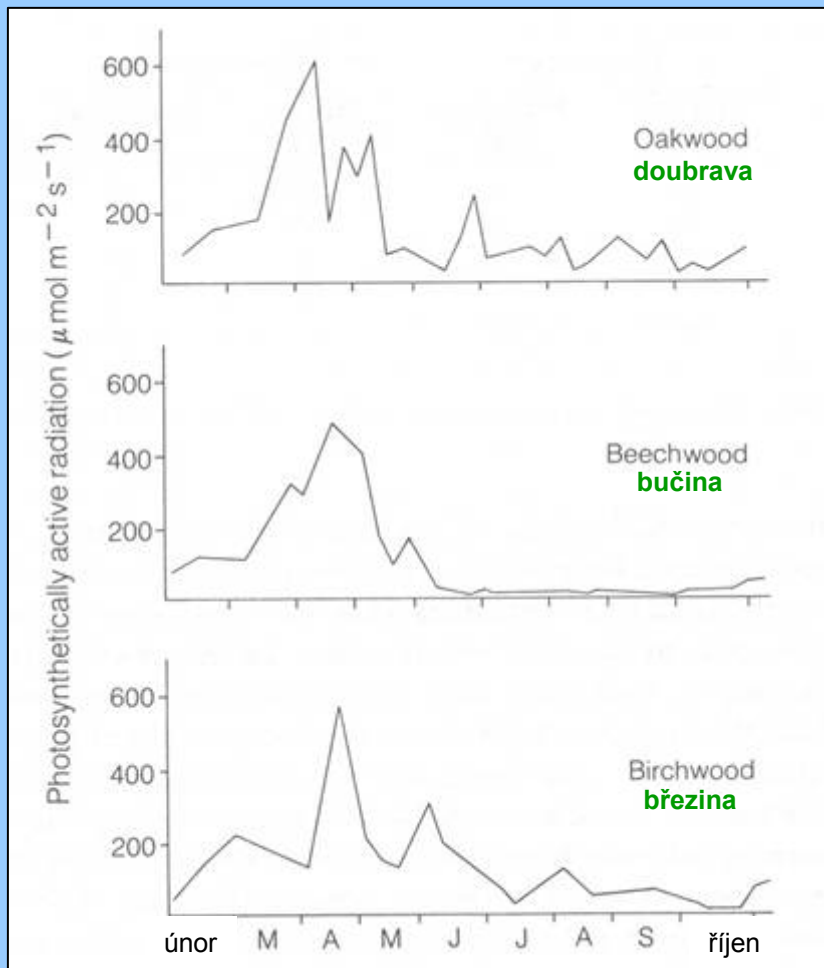 Photosynthetically active radiation (μmol m−2 s−1)
600
400
200
Oakwood
doubrava
600
400
200
Beechwood
bučina
600
400
200
Birchwood
březina
únor M A M J J A S říjen